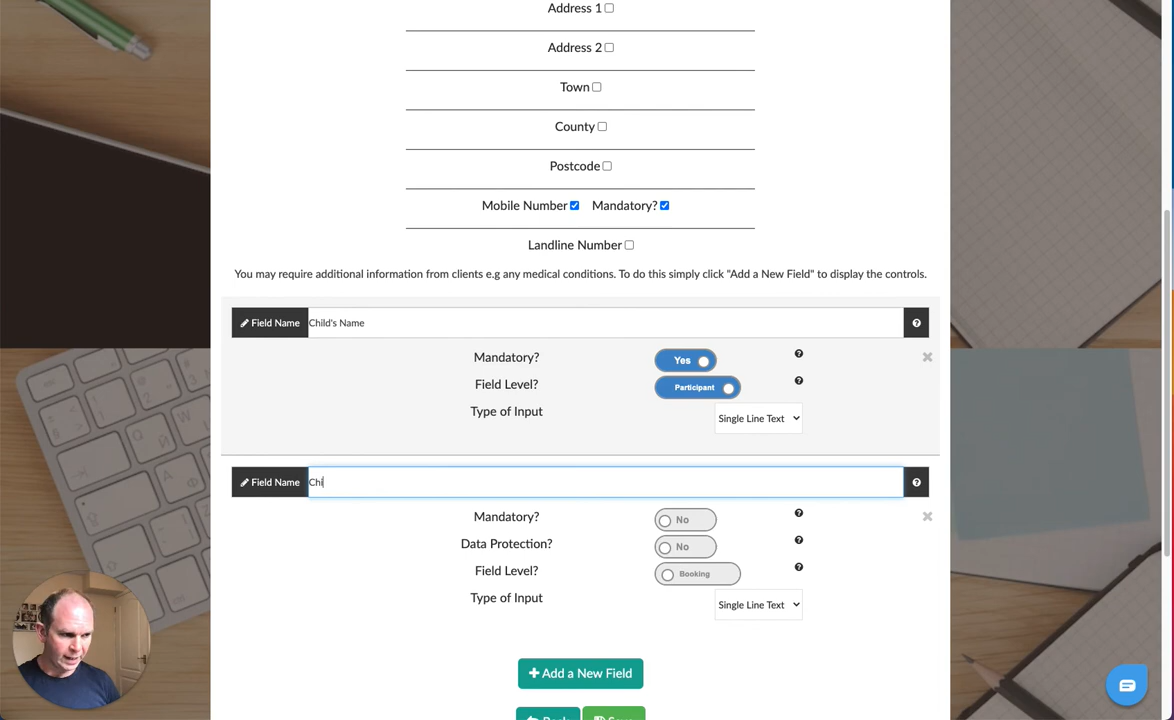 Address 1
Address 2
Town
County
Postcode
Mobile Number Mandatory?
Landline Number
You may require additional information from clients e.g any medical conditions. To do this simply click "Add a New Field" to display the controls.
Field Name Child's Name
Mandatory? Yes
Field Level? Participant
Type of Input Single Line Text
Field Name Chi
Mandatory? No
Data Protection? No
Field Level? Booking
Type of Input Single Line Text
+ Add a New Field
Back Save